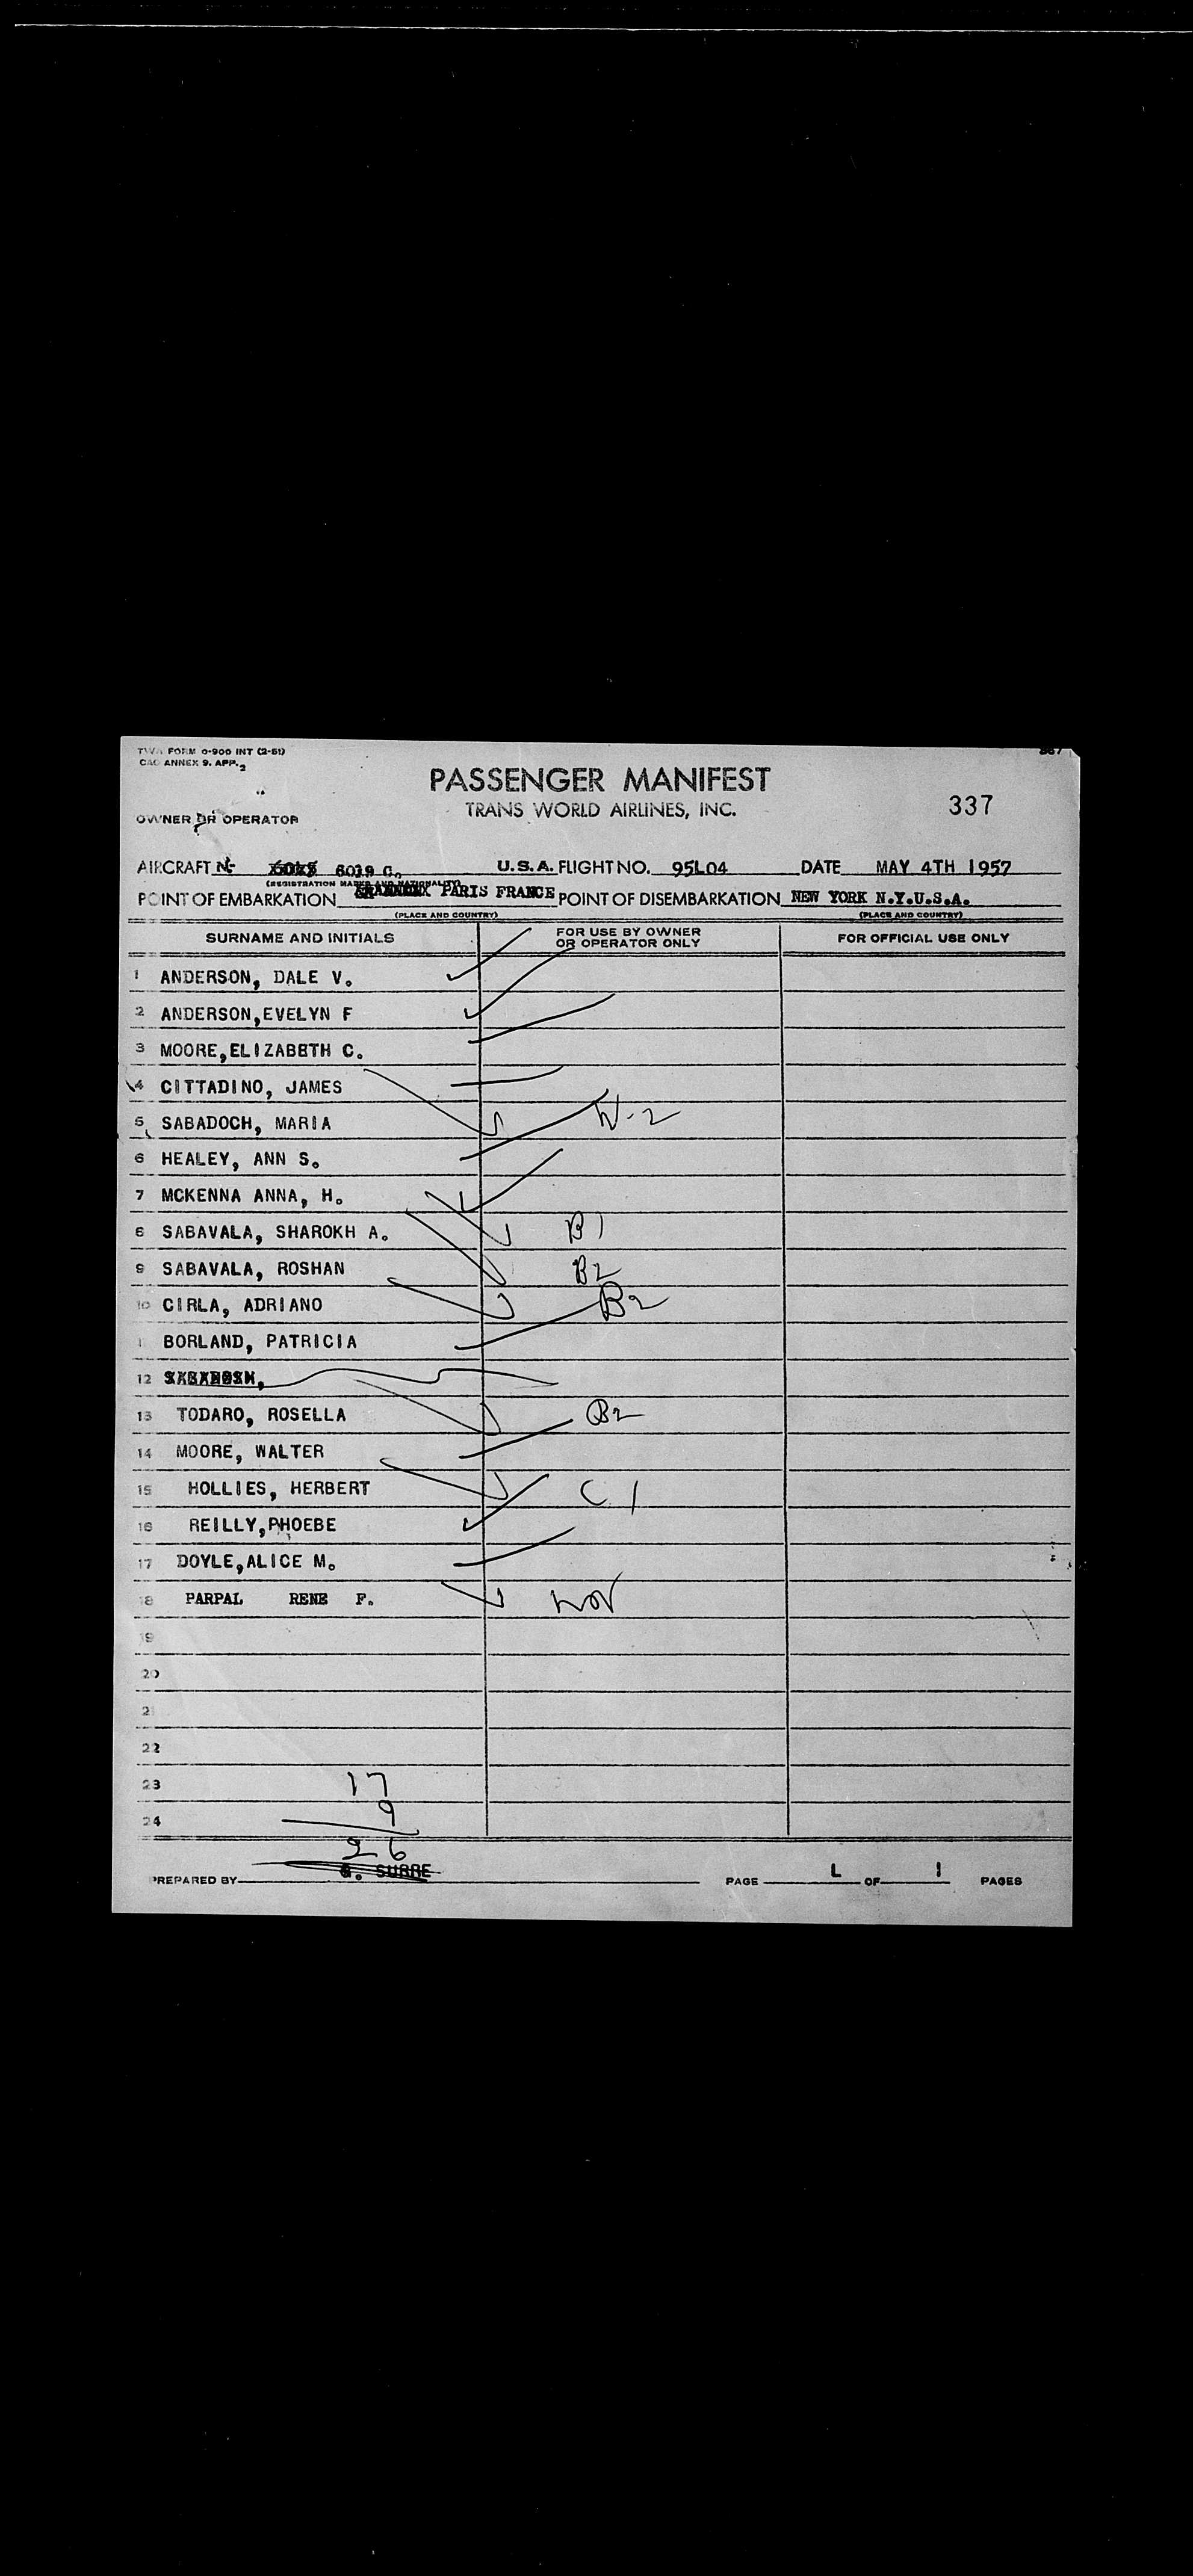 TWA FORM 0-900 INT (2-51)
ANNEX 9. APP. 2
PASSENGER MANIFEST
TRANS WORLD AIRLINES, INC.
337
OWNER OR OPERATOR
AIRCRAFT N- 6019 C. U.S.A. FLIGHT NO. 95L04 DATE MAY 4TH 1957
(REGISTRATION MARKS AND NATIONALITY)
POINT OF EMBARKATION PARIS FRANCE POINT OF DISEMBARKATION NEW YORK N.Y.U.S.A.
(PLACE AND COUNTRY) (PLACE AND COUNTRY)
SURNAME AND INITIALS FOR USE BY OWNER OR OPERATOR ONLY FOR OFFICIAL USE ONLY
1 ANDERSON, DALE V.
2 ANDERSON,EVELYN F
3 MOORE,ELIZABBTH C.
4 CITTADINO, JAMES
5 SABADOCH, MARIA W-2
6 HEALEY, ANN S.
7 MCKENNA ANNA, H.
8 SABAVALA, SHAROKH A. B1
9 SABAVALA, ROSHAN B2
10 CIRLA, ADRIANO B2
1 BORLAND, PATRICIA
12
13 TODARO, ROSELLA B2
14 MOORE, WALTER
15 HOLLIES, HERBERT C 1
16 REILLY,PHOEBE
17 DOYLE,ALICE M.
18 PARPAL RENE F.
19
20
2
22
23 17
24 9
26
PREPARED BY G. SURRE PAGE L OF 1 PAGES